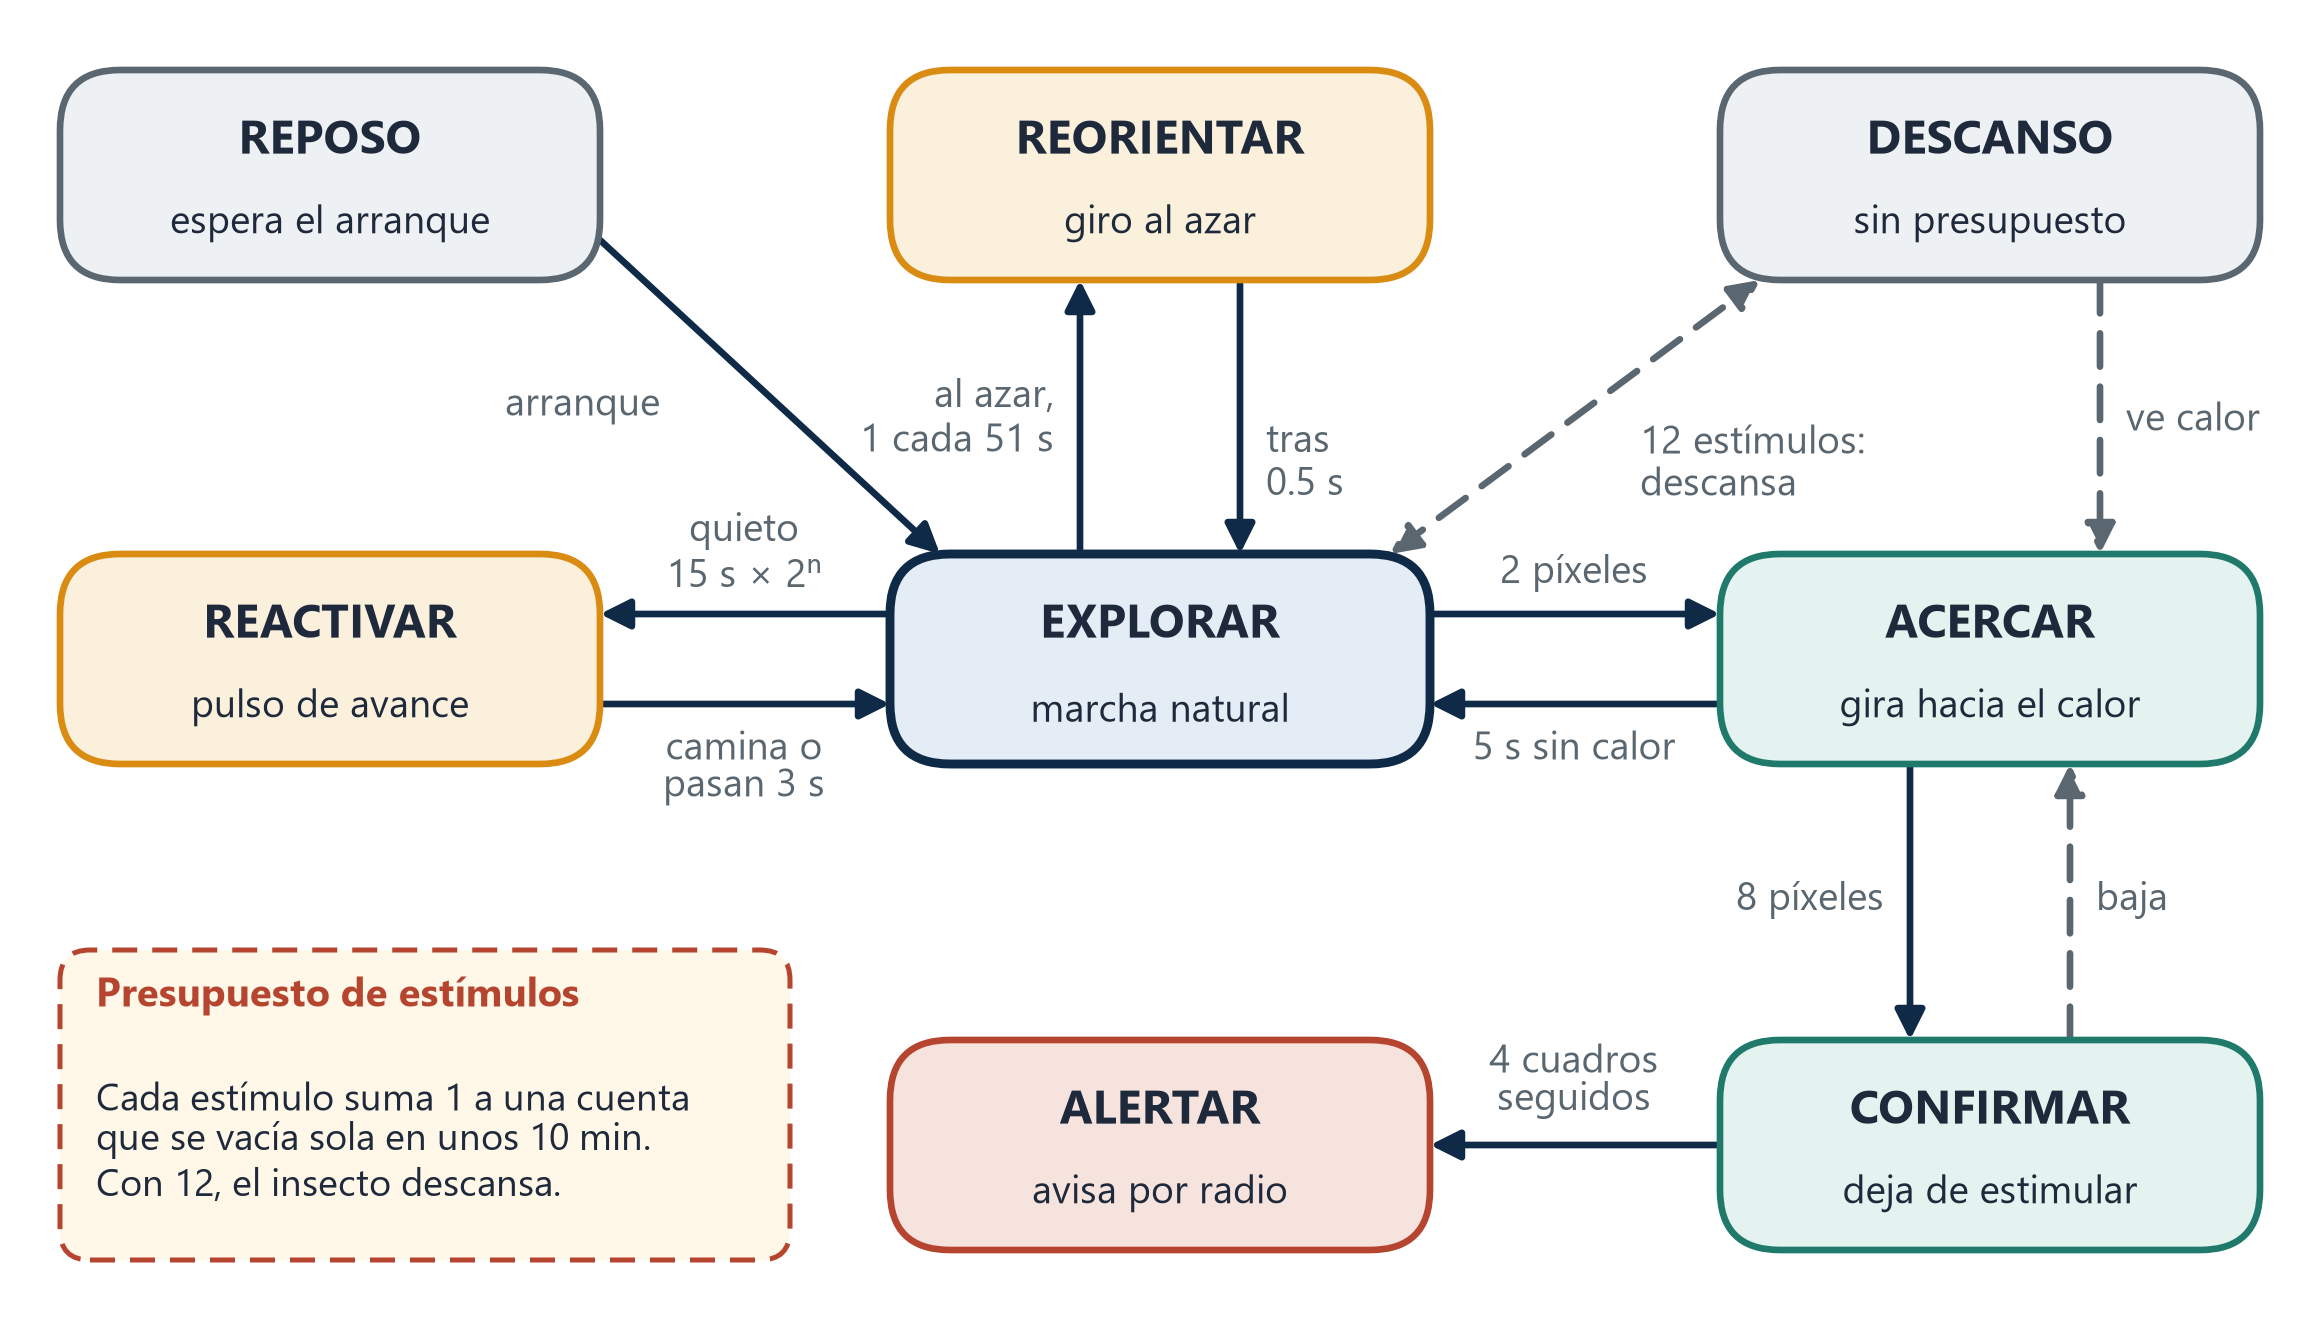 REPOSO
espera el arranque
REORIENTAR
giro al azar
DESCANSO
sin presupuesto
arranque
al azar,
1 cada 51 s
tras
0.5 s
12 estímulos:
descansa
ve calor
quieto
15 s × 2ⁿ
2 píxeles
REACTIVAR
pulso de avance
EXPLORAR
marcha natural
ACERCAR
gira hacia el calor
camina o
pasan 3 s
5 s sin calor
8 píxeles
baja
Presupuesto de estímulos
Cada estímulo suma 1 a una cuenta
que se vacía sola en unos 10 min.
Con 12, el insecto descansa.
ALERTAR
avisa por radio
4 cuadros
seguidos
CONFIRMAR
deja de estimular